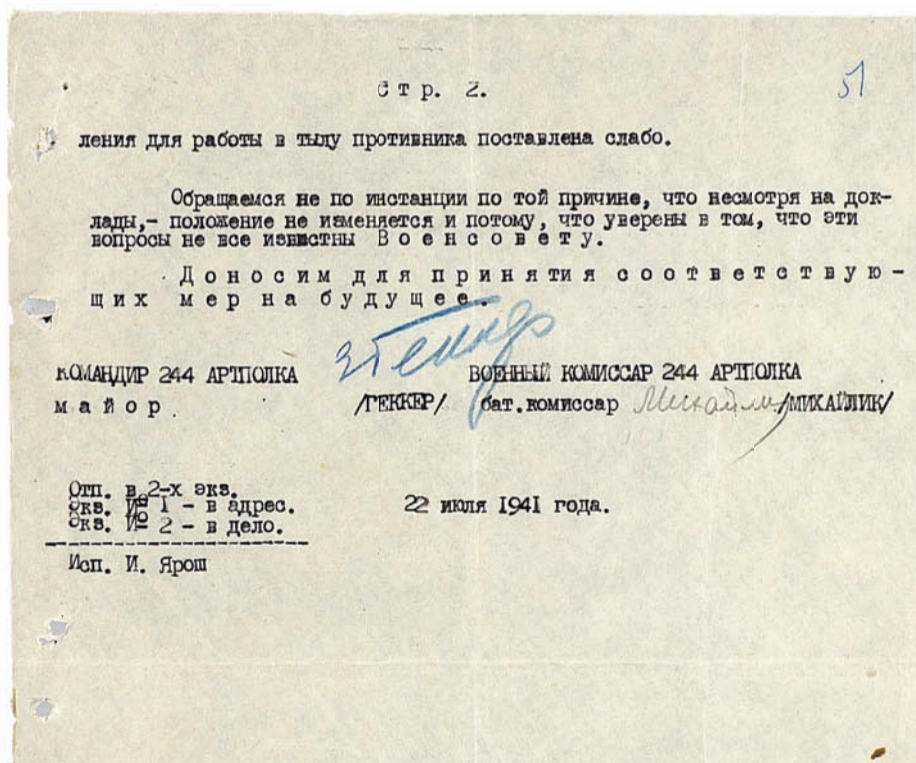 Стр. 2.
51
ления для работы в тылу противника поставлена слабо.
Обращаемся не по инстанции по той причине, что несмотря на док-
лады,- положение не изменяется и потому, что уверены в том, что эти
вопросы не все известны Военсовету.
Доносим для принятия соответствую-
щих мер на будущее.
КОМАНДИР 244 АРТПОЛКА ВОЕННЫЙ КОМИССАР 244 АРТПОЛКА
майор /ГЕККЕР/ бат.комиссар /МИХАЙЛИК/
Отп. в 2-х экз.
экз. № 1 - в адрес.
экз. № 2 - в дело.
22 июля 1941 года.
Исп. И. Ярош